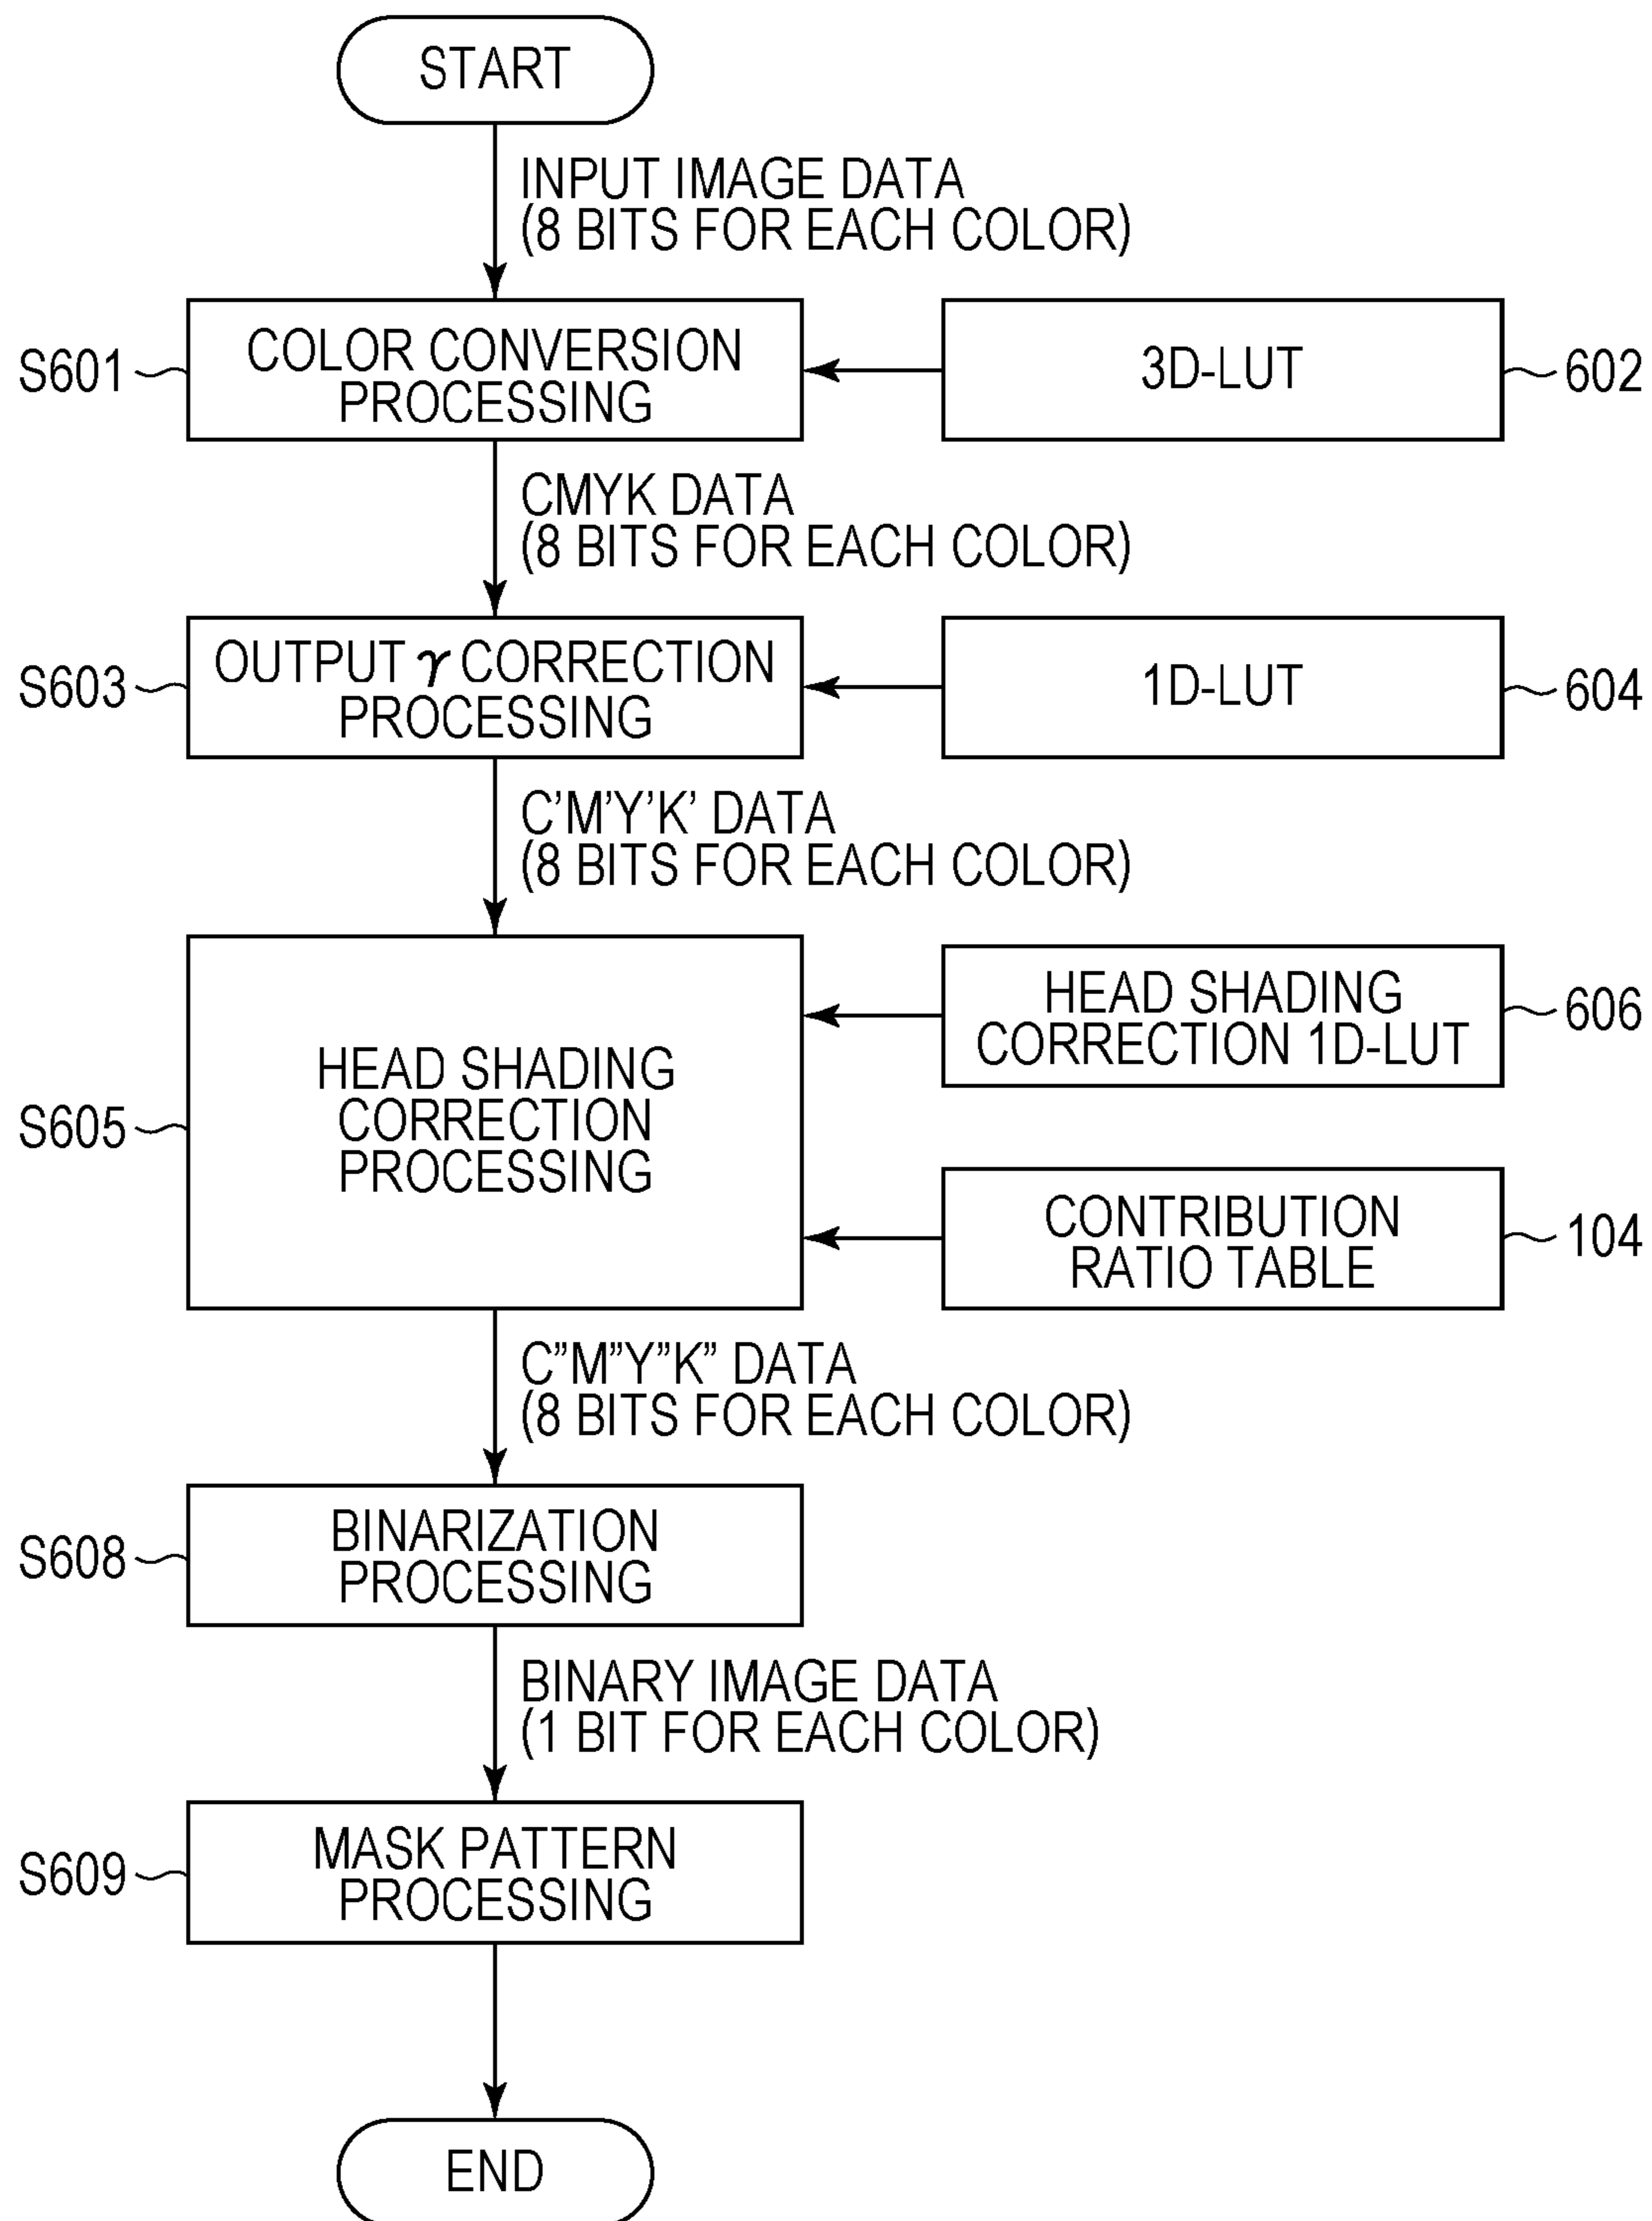 START
INPUT IMAGE DATA
(8 BITS FOR EACH COLOR)
S601
COLOR CONVERSION
PROCESSING
3D-LUT
602
CMYK DATA
(8 BITS FOR EACH COLOR)
S603
OUTPUT γ CORRECTION
PROCESSING
1D-LUT
604
C’M’Y’K’ DATA
(8 BITS FOR EACH COLOR)
S605
HEAD SHADING
CORRECTION
PROCESSING
HEAD SHADING
CORRECTION 1D-LUT
606
CONTRIBUTION
RATIO TABLE
104
C”M”Y”K” DATA
(8 BITS FOR EACH COLOR)
S608
BINARIZATION
PROCESSING
BINARY IMAGE DATA
(1 BIT FOR EACH COLOR)
S609
MASK PATTERN
PROCESSING
END